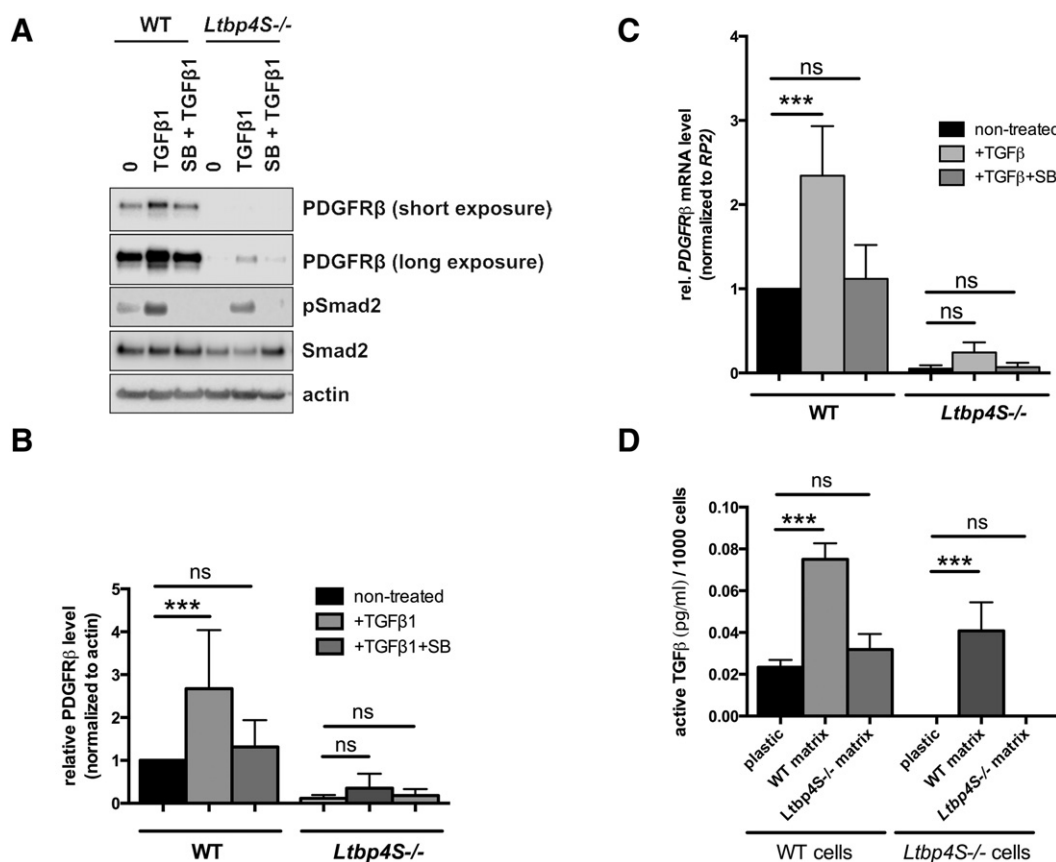 A
WT
Ltbp4S-/-
0
TGFβ1
SB + TGFβ1
0
TGFβ1
SB + TGFβ1
PDGFRβ (short exposure)
PDGFRβ (long exposure)
pSmad2
Smad2
actin
B
relative PDGFRβ level
(normalized to actin)
5
4
3
2
1
0
ns
***
ns
ns
non-treated
+TGFβ1
+TGFβ1+SB
WT
Ltbp4S-/-
C
rel. PDGFRβ mRNA level
(normalized to RP2)
4
3
2
1
0
ns
***
ns
ns
non-treated
+TGFβ
+TGFβ+SB
WT
Ltbp4S-/-
D
active TGFβ (pg/ml) / 1000 cells
0.10
0.08
0.06
0.04
0.02
0.00
ns
***
ns
***
plastic
WT matrix
Ltbp4S-/- matrix
plastic
WT matrix
Ltbp4S-/- matrix
WT cells
Ltbp4S-/- cells